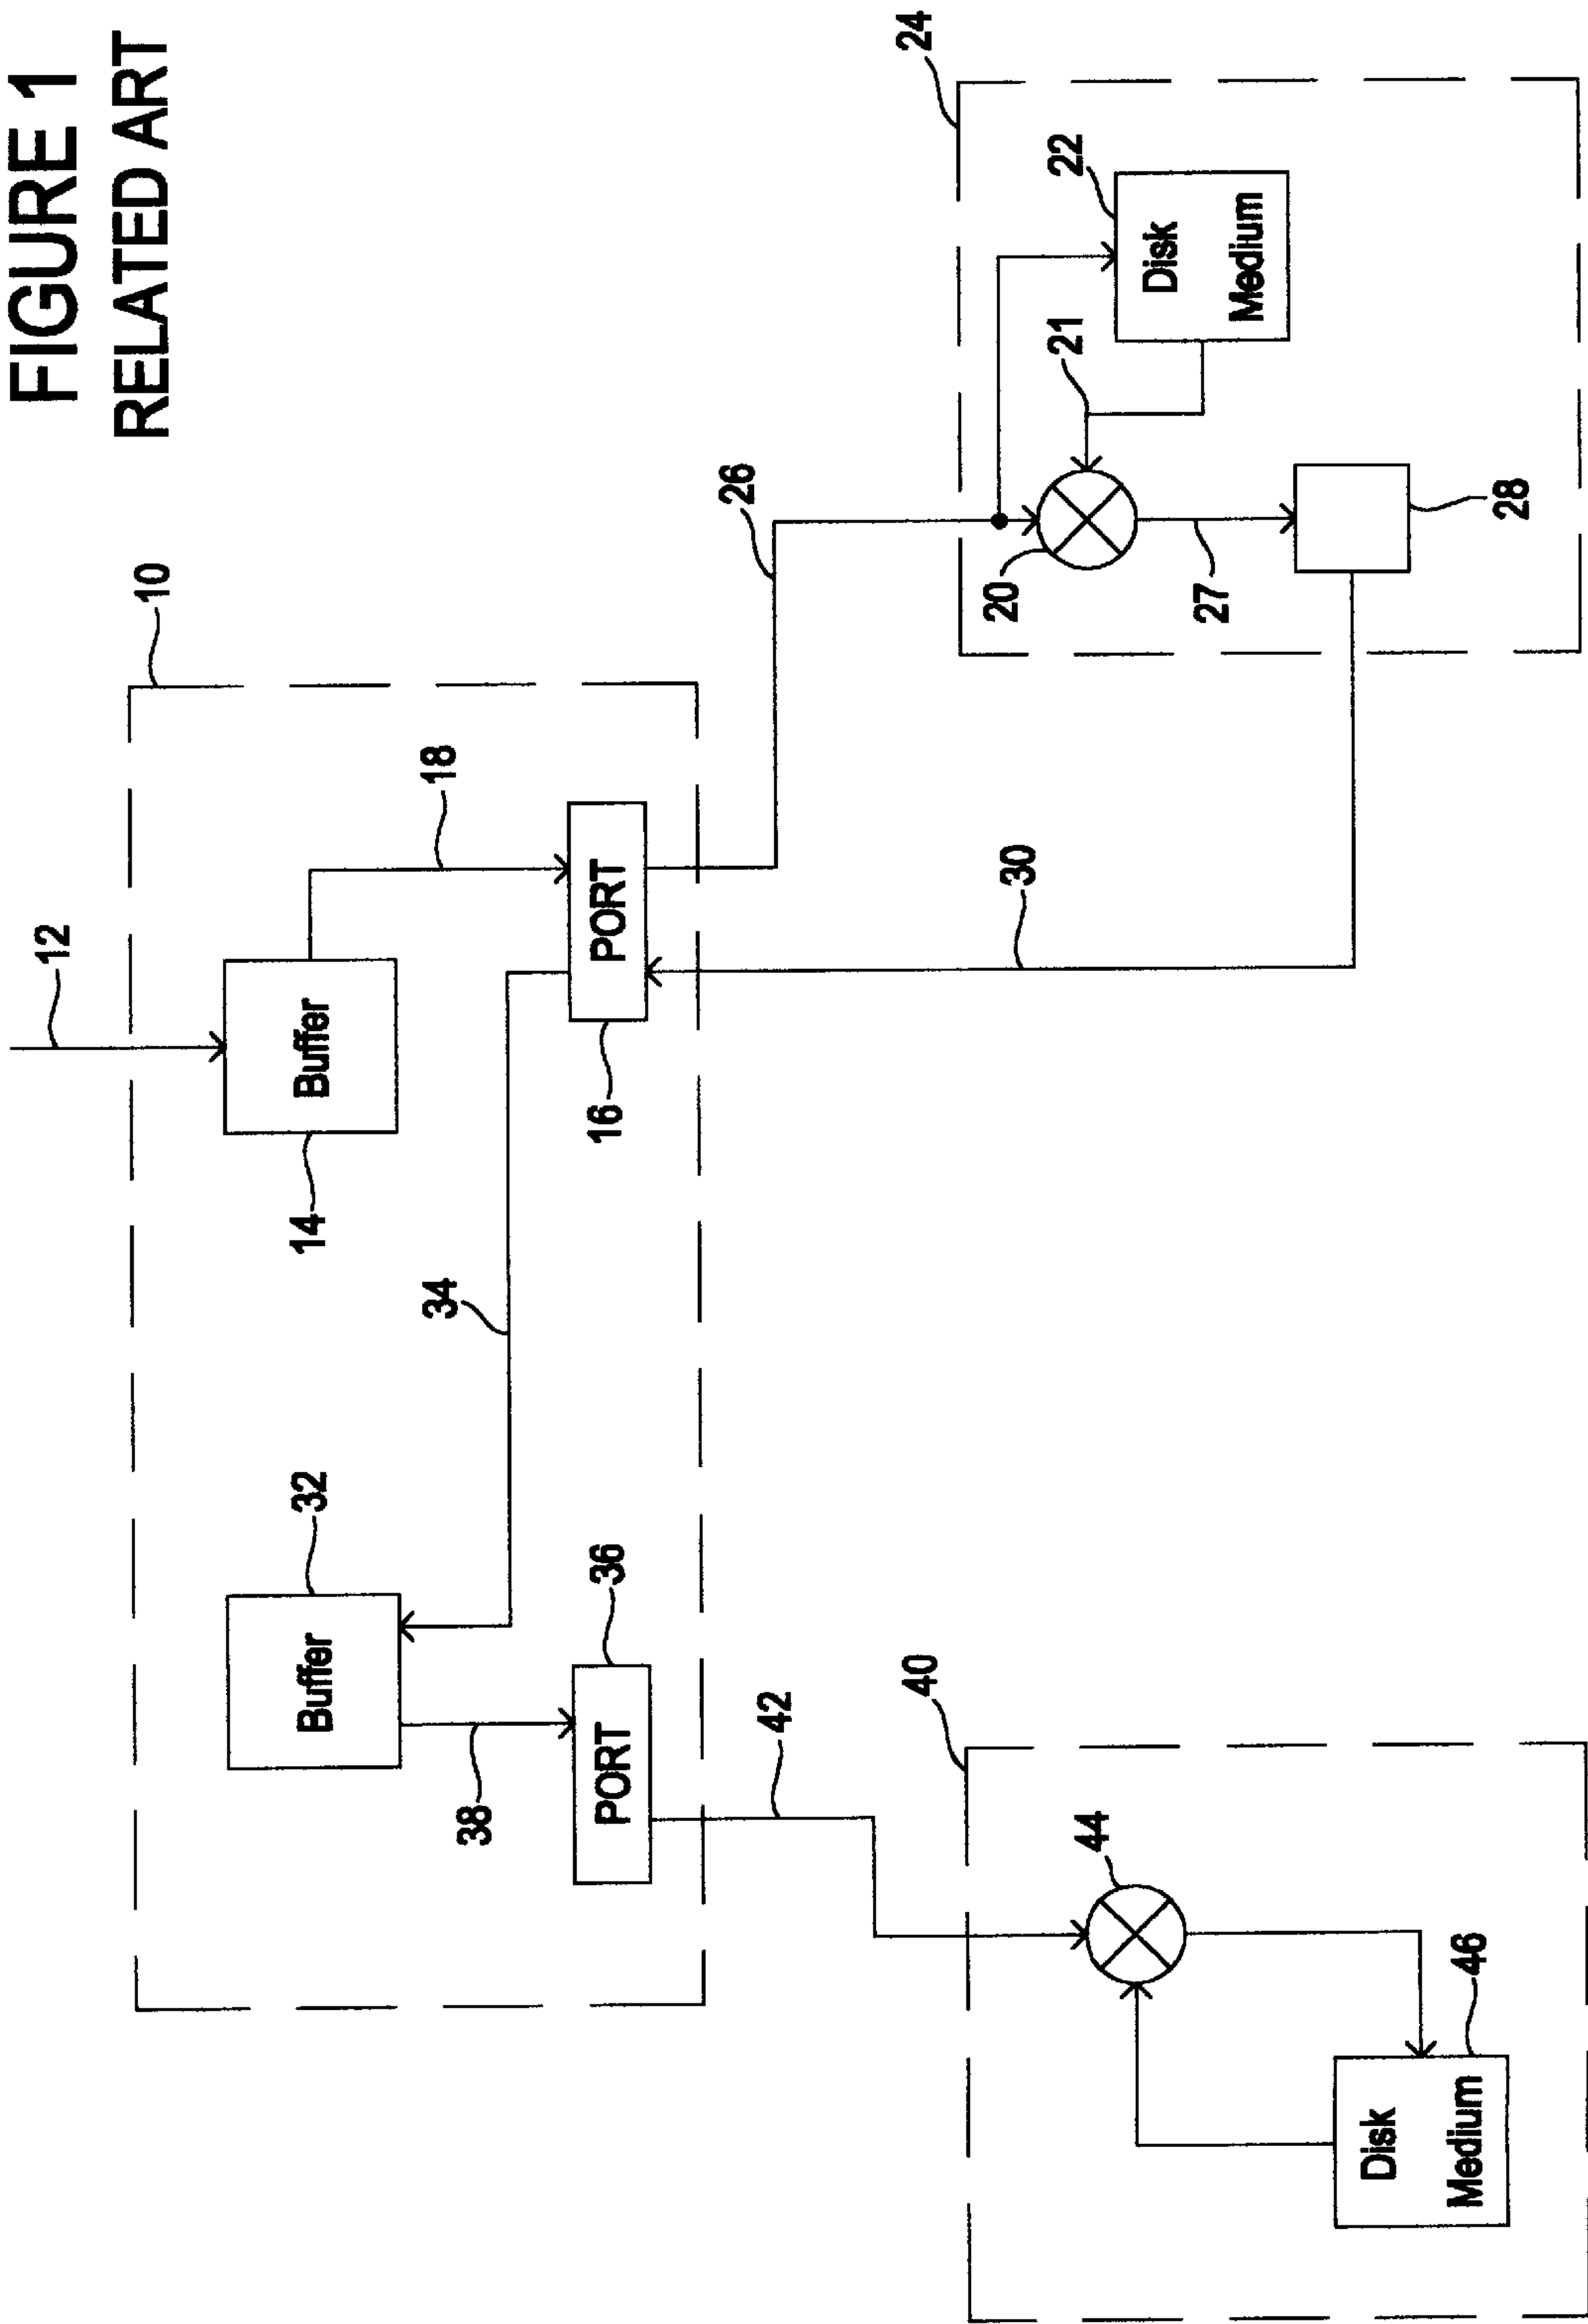 FIGURE 1
RELATED ART
10
12
Buffer
14
18
PORT
16
34
32
Buffer
38
36
PORT
26
30
42
24
22
Disk
Medium
21
20
27
28
40
44
46
Disk
Medium